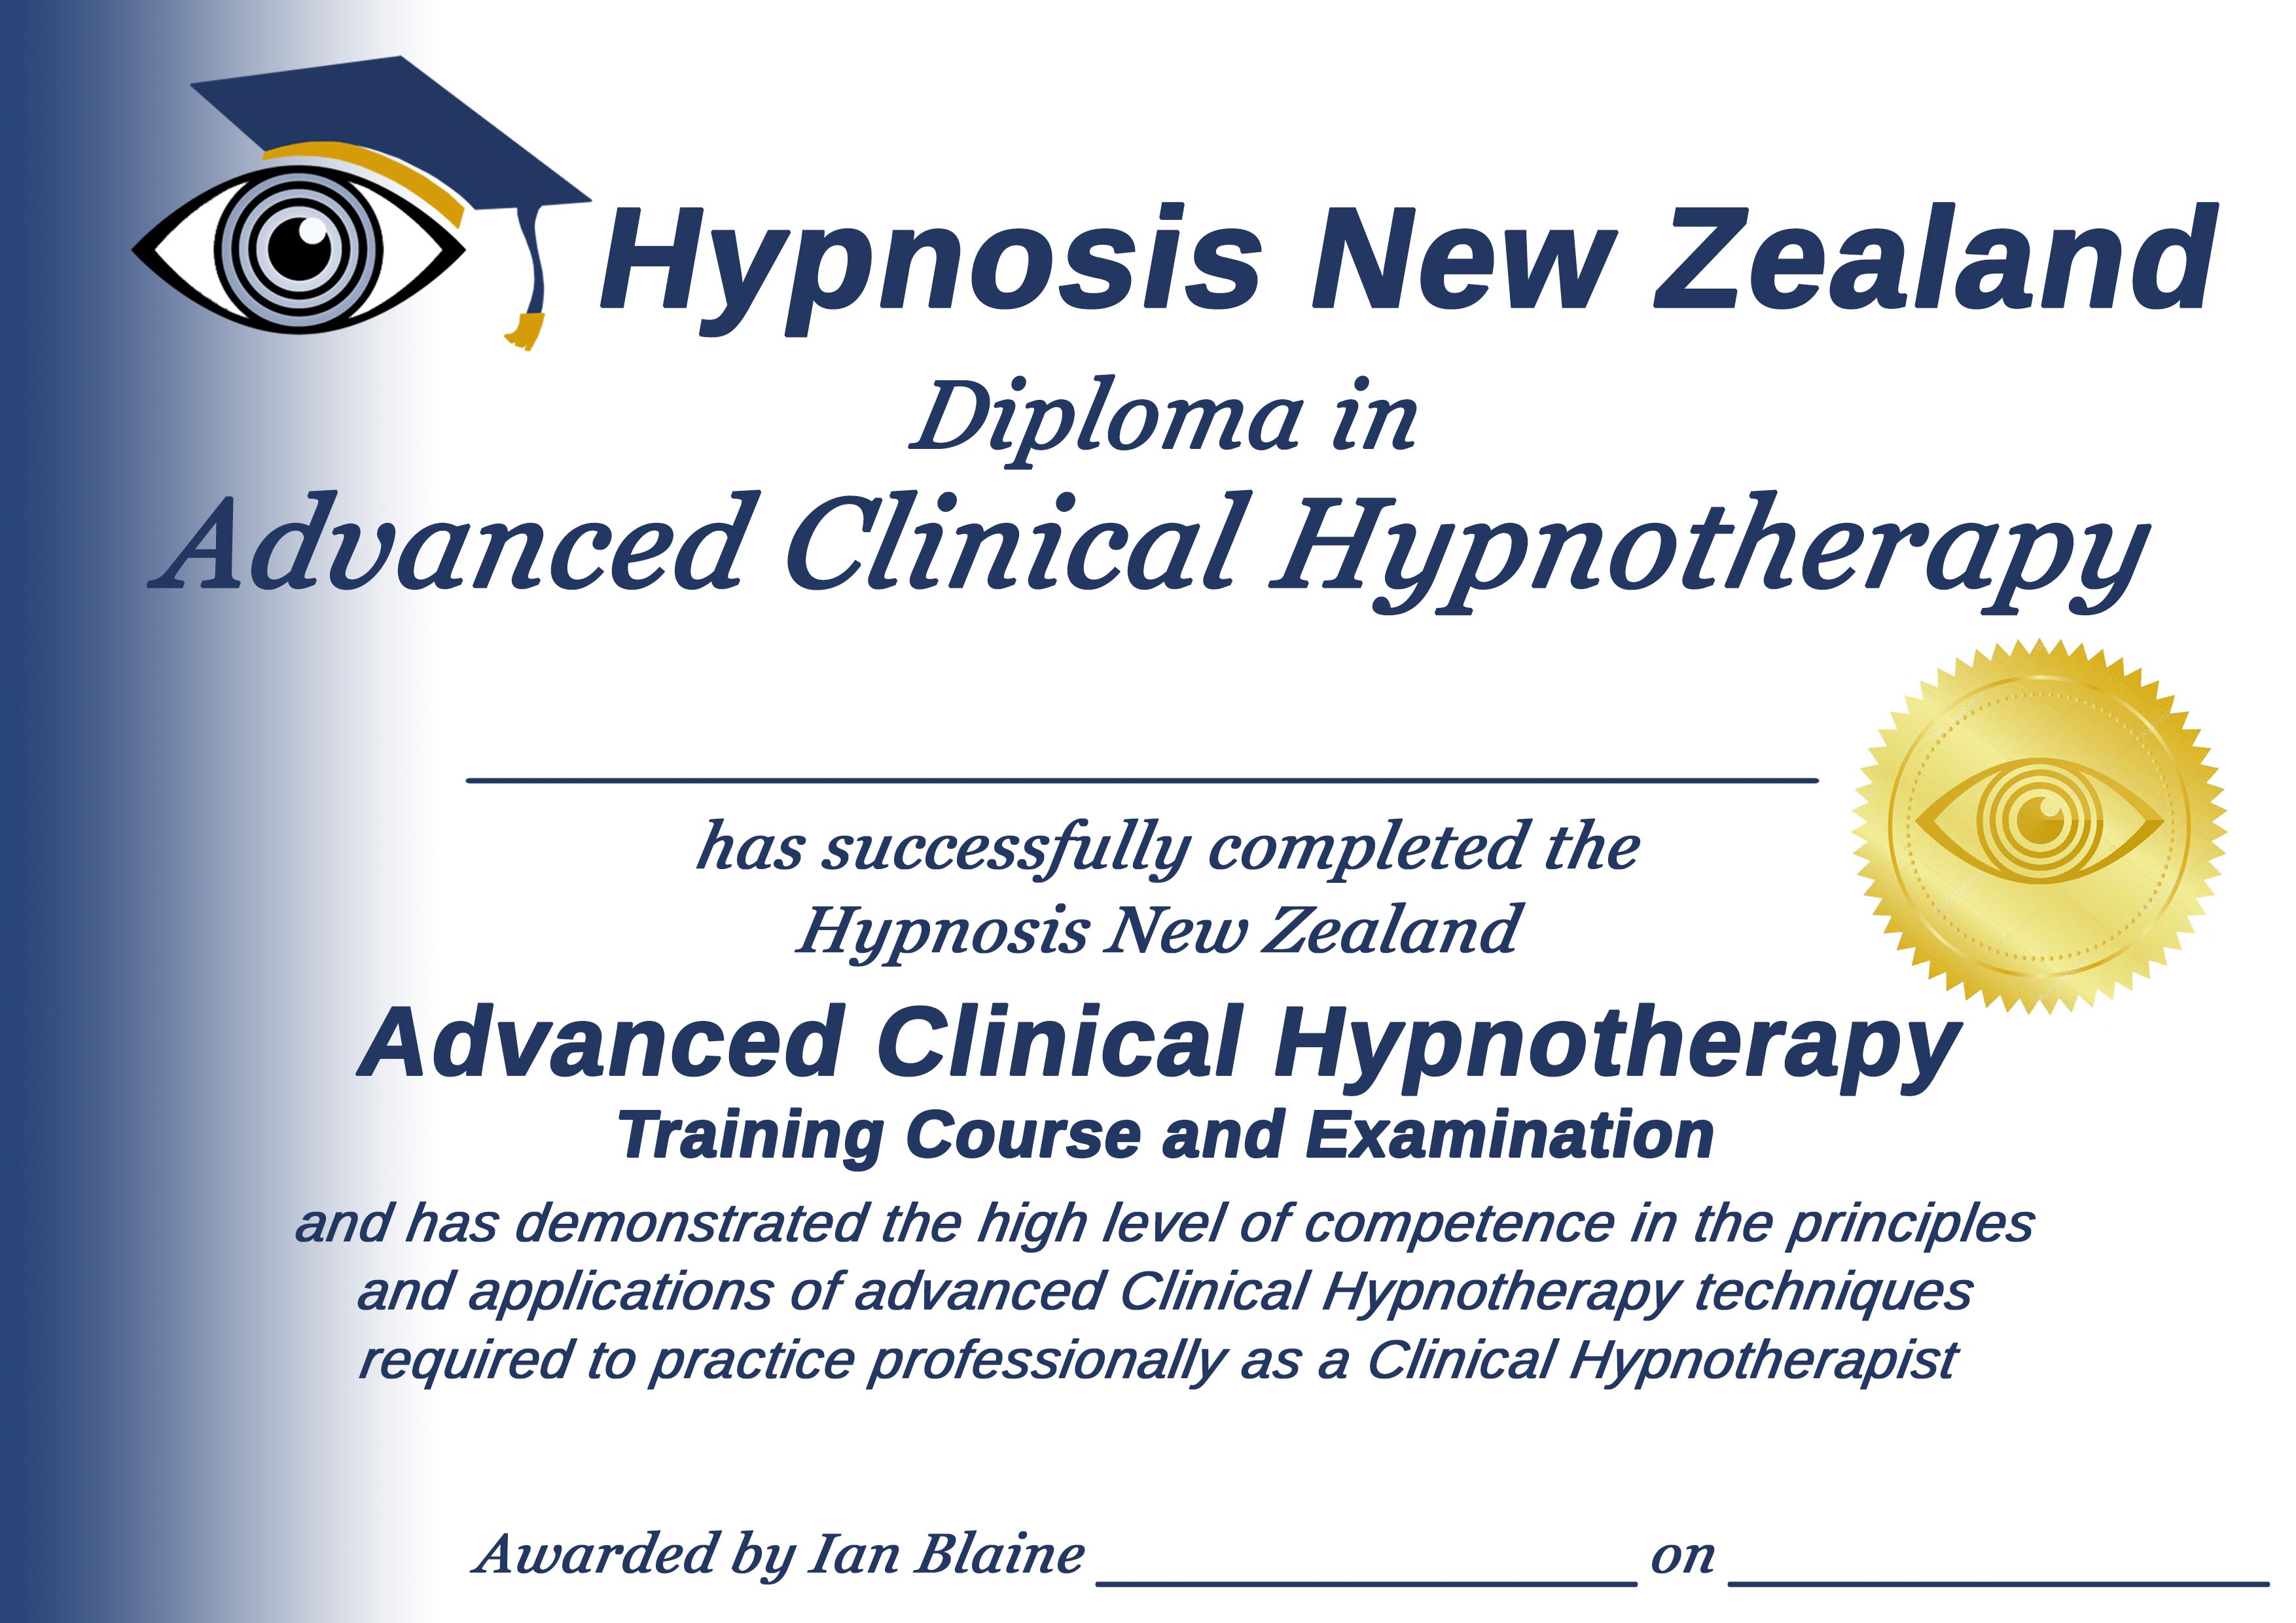 Hypnosis New Zealand
Diploma in
Advanced Clinical Hypnotherapy
has successfully completed the
Hypnosis New Zealand
Advanced Clinical Hypnotherapy
Training Course and Examination
and has demonstrated the high level of competence in the principles
and applications of advanced Clinical Hypnotherapy techniques
required to practice professionally as a Clinical Hypnotherapist
Awarded by Ian Blaine on